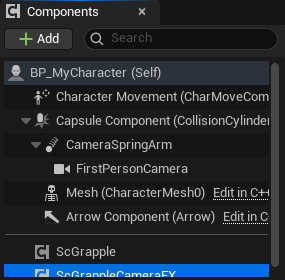 Components
Add
Search
BP_MyCharacter (Self)
Character Movement (CharMoveCom
Capsule Component (CollisionCylinder
CameraSpringArm
FirstPersonCamera
Mesh (CharacterMesh0) Edit in C++
Arrow Component (Arrow) Edit in C
ScGrapple
ScGrappleCameraFX